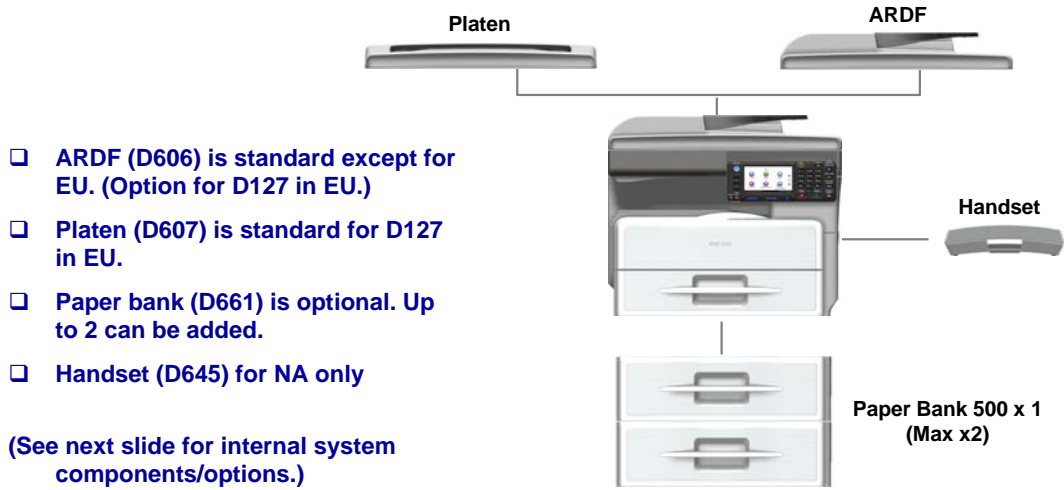 Platen
ARDF
❑ ARDF (D606) is standard except for
EU. (Option for D127 in EU.)
❑ Platen (D607) is standard for D127
in EU.
❑ Paper bank (D661) is optional. Up
to 2 can be added.
❑ Handset (D645) for NA only
(See next slide for internal system
components/options.)
Handset
Paper Bank 500 x 1
(Max x2)